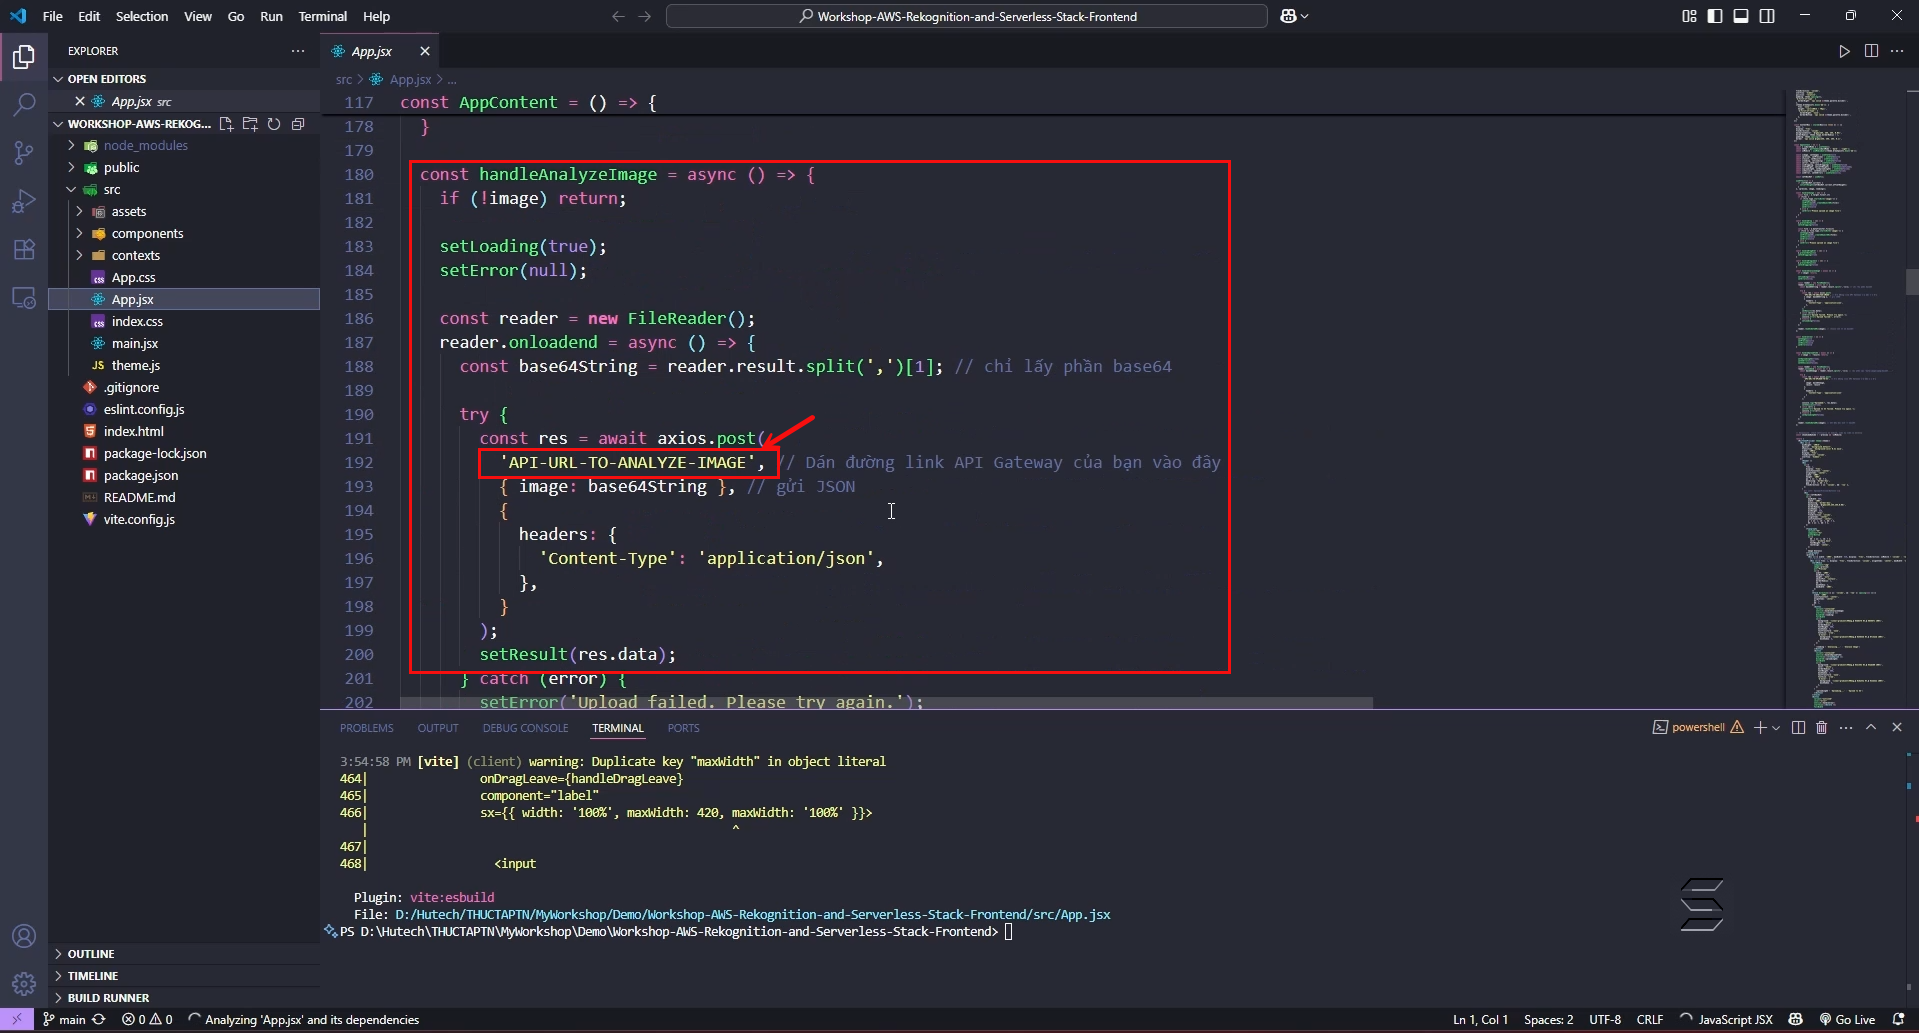 File Edit Selection View Go Run Terminal Help
Workshop-AWS-Rekognition-and-Serverless-Stack-Frontend
EXPLORER
OPEN EDITORS
App.jsx src
WORKSHOP-AWS-REKOG...
node_modules
public
src
assets
components
contexts
App.css
App.jsx
index.css
main.jsx
JS theme.js
.gitignore
eslint.config.js
index.html
package-lock.json
package.json
README.md
vite.config.js
OUTLINE
TIMELINE
BUILD RUNNER
App.jsx
src > App.jsx > ...
117 const AppContent = () => {
178 }
179
180 const handleAnalyzeImage = async () => {
181 if (!image) return;
182
183 setLoading(true);
184 setError(null);
185
186 const reader = new FileReader();
187 reader.onloadend = async () => {
188 const base64String = reader.result.split(',')[1]; // chỉ lấy phần base64
189
190 try {
191 const res = await axios.post(
192 'API-URL-TO-ANALYZE-IMAGE', // Dán đường link API Gateway của bạn vào đây
193 { image: base64String }, // gửi JSON
194 {
195 headers: {
196 'Content-Type': 'application/json',
197 },
198 }
199 );
200 setResult(res.data);
201 } catch (error) {
202 setError('Upload failed. Please try again.');
PROBLEMS OUTPUT DEBUG CONSOLE TERMINAL PORTS
powershell
3:54:58 PM [vite] (client) warning: Duplicate key "maxWidth" in object literal
464| onDragLeave={handleDragLeave}
465| component="label"
466| sx={{ width: '100%', maxWidth: 420, maxWidth: '100%' }}>
| ^
467|
468| <input
Plugin: vite:esbuild
File: D:/Hutech/THUCTAPTN/MyWorkshop/Demo/Workshop-AWS-Rekognition-and-Serverless-Stack-Frontend/src/App.jsx
PS D:\Hutech\THUCTAPTN\MyWorkshop\Demo\Workshop-AWS-Rekognition-and-Serverless-Stack-Frontend>
main 0 0 Analyzing 'App.jsx' and its dependencies
Ln 1, Col 1 Spaces: 2 UTF-8 CRLF JavaScript JSX Go Live